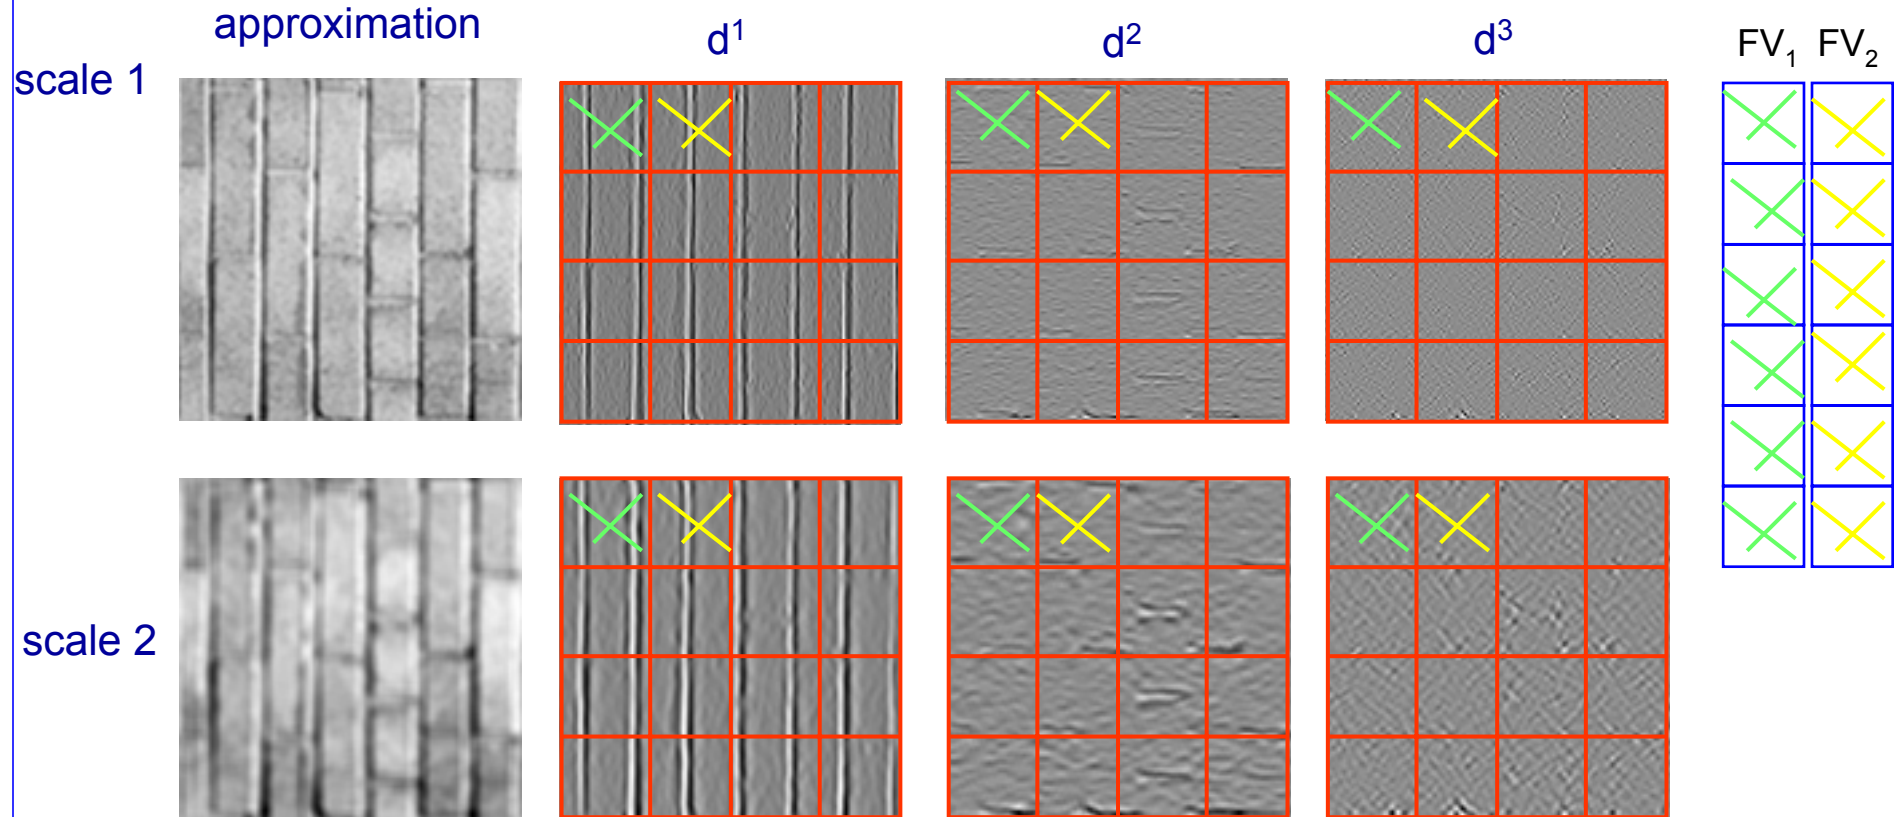 approximation d¹ d² d³ FV₁ FV₂
scale 1
scale 2